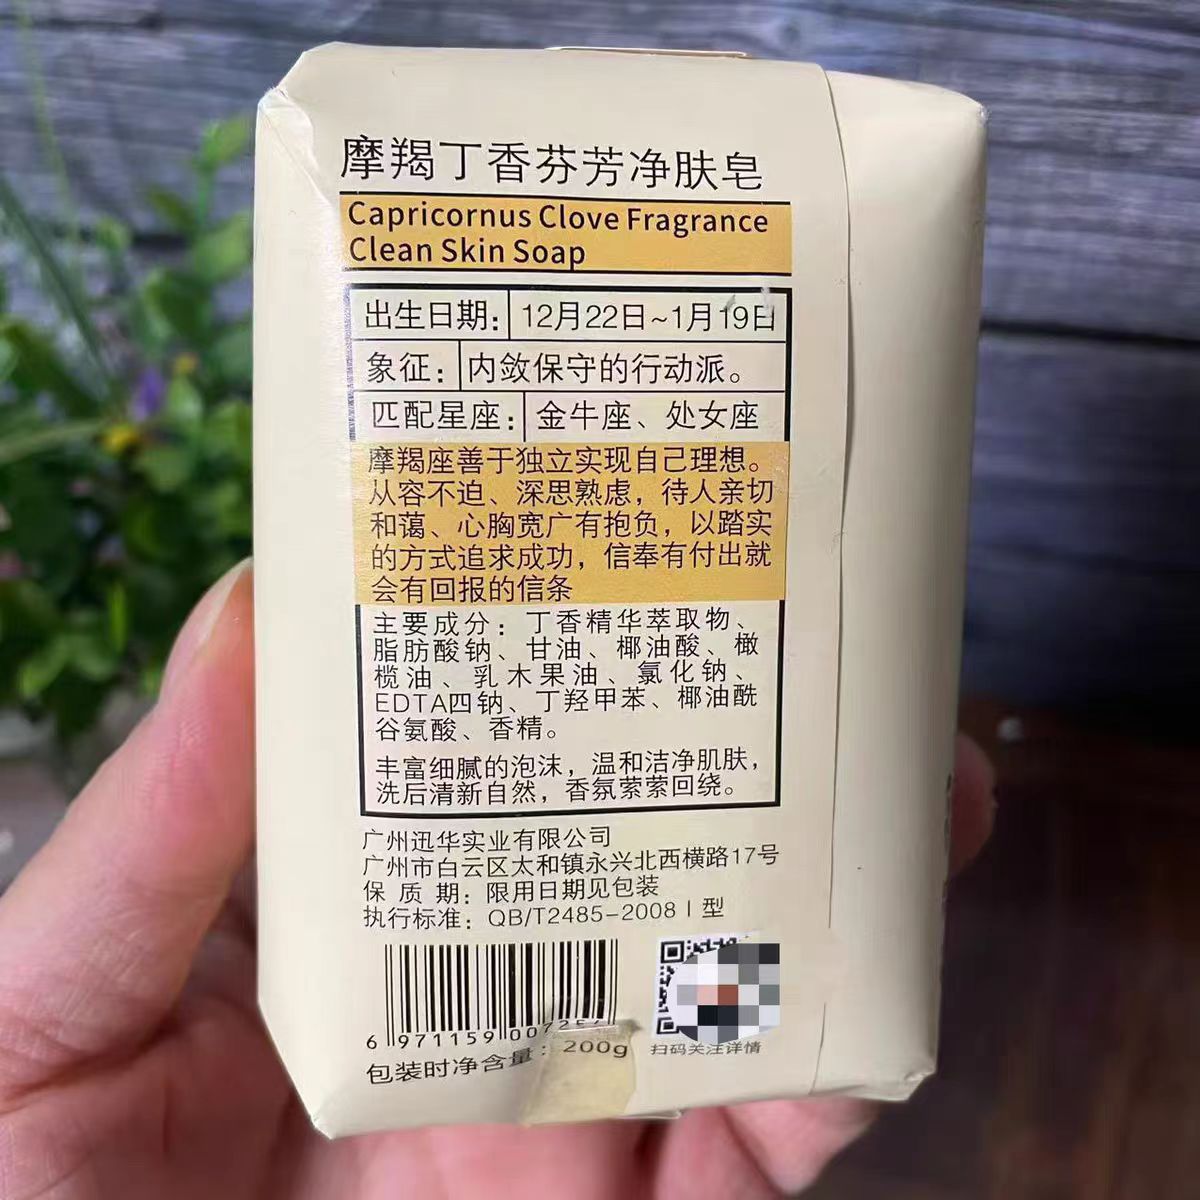 摩羯丁香芬芳净肤皂
Capricornus Clove Fragrance
Clean Skin Soap
出生日期: 12月22日~1月19日
象征: 内敛保守的行动派。
匹配星座: 金牛座、处女座
摩羯座善于独立实现自己理想。
从容不迫、深思熟虑，待人亲切
和蔼、心胸宽广有抱负，以踏实
的方式追求成功，信奉有付出就
会有回报的信条
主要成分: 丁香精华萃取物、
脂肪酸钠、甘油、椰油酸、橄
榄油、乳木果油、氯化钠、
EDTA四钠、丁羟甲苯、椰油酰
谷氨酸、香精。
丰富细腻的泡沫，温和洁净肌肤，
洗后清新自然，香氛萦萦回绕。
广州迅华实业有限公司
广州市白云区太和镇永兴北西横路17号
保 质 期: 限用日期见包装
执行标准: QB/T2485-2008 I 型
6 971159
包装时净含量: 200g
扫码关注详情